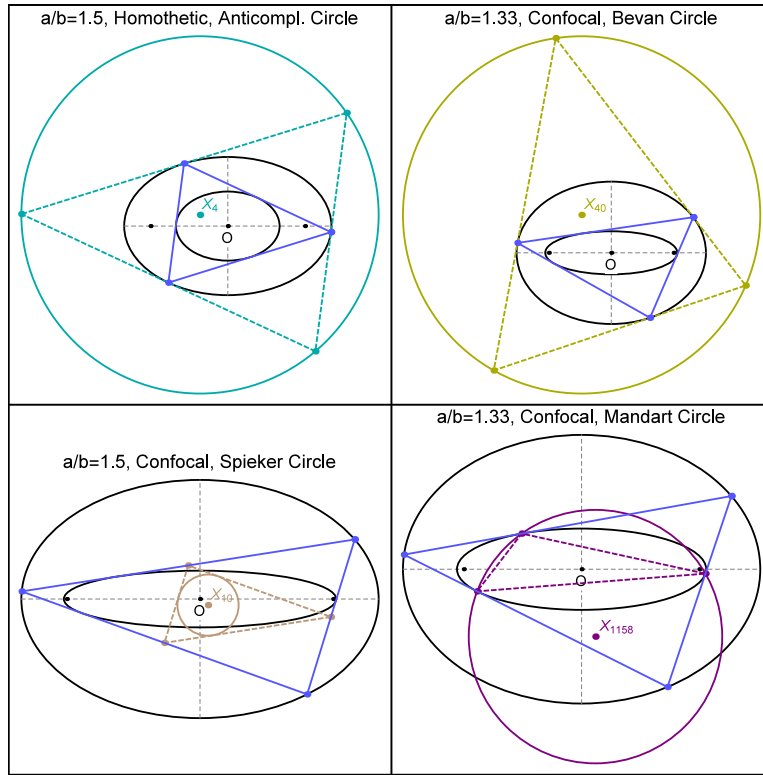 a/b=1.5, Homothetic, Anticompl. Circle
X₄
O
a/b=1.33, Confocal, Bevan Circle
X₄₀
O
a/b=1.5, Confocal, Spieker Circle
X₁₀
O
a/b=1.33, Confocal, Mandart Circle
O
X₁₁₅₈